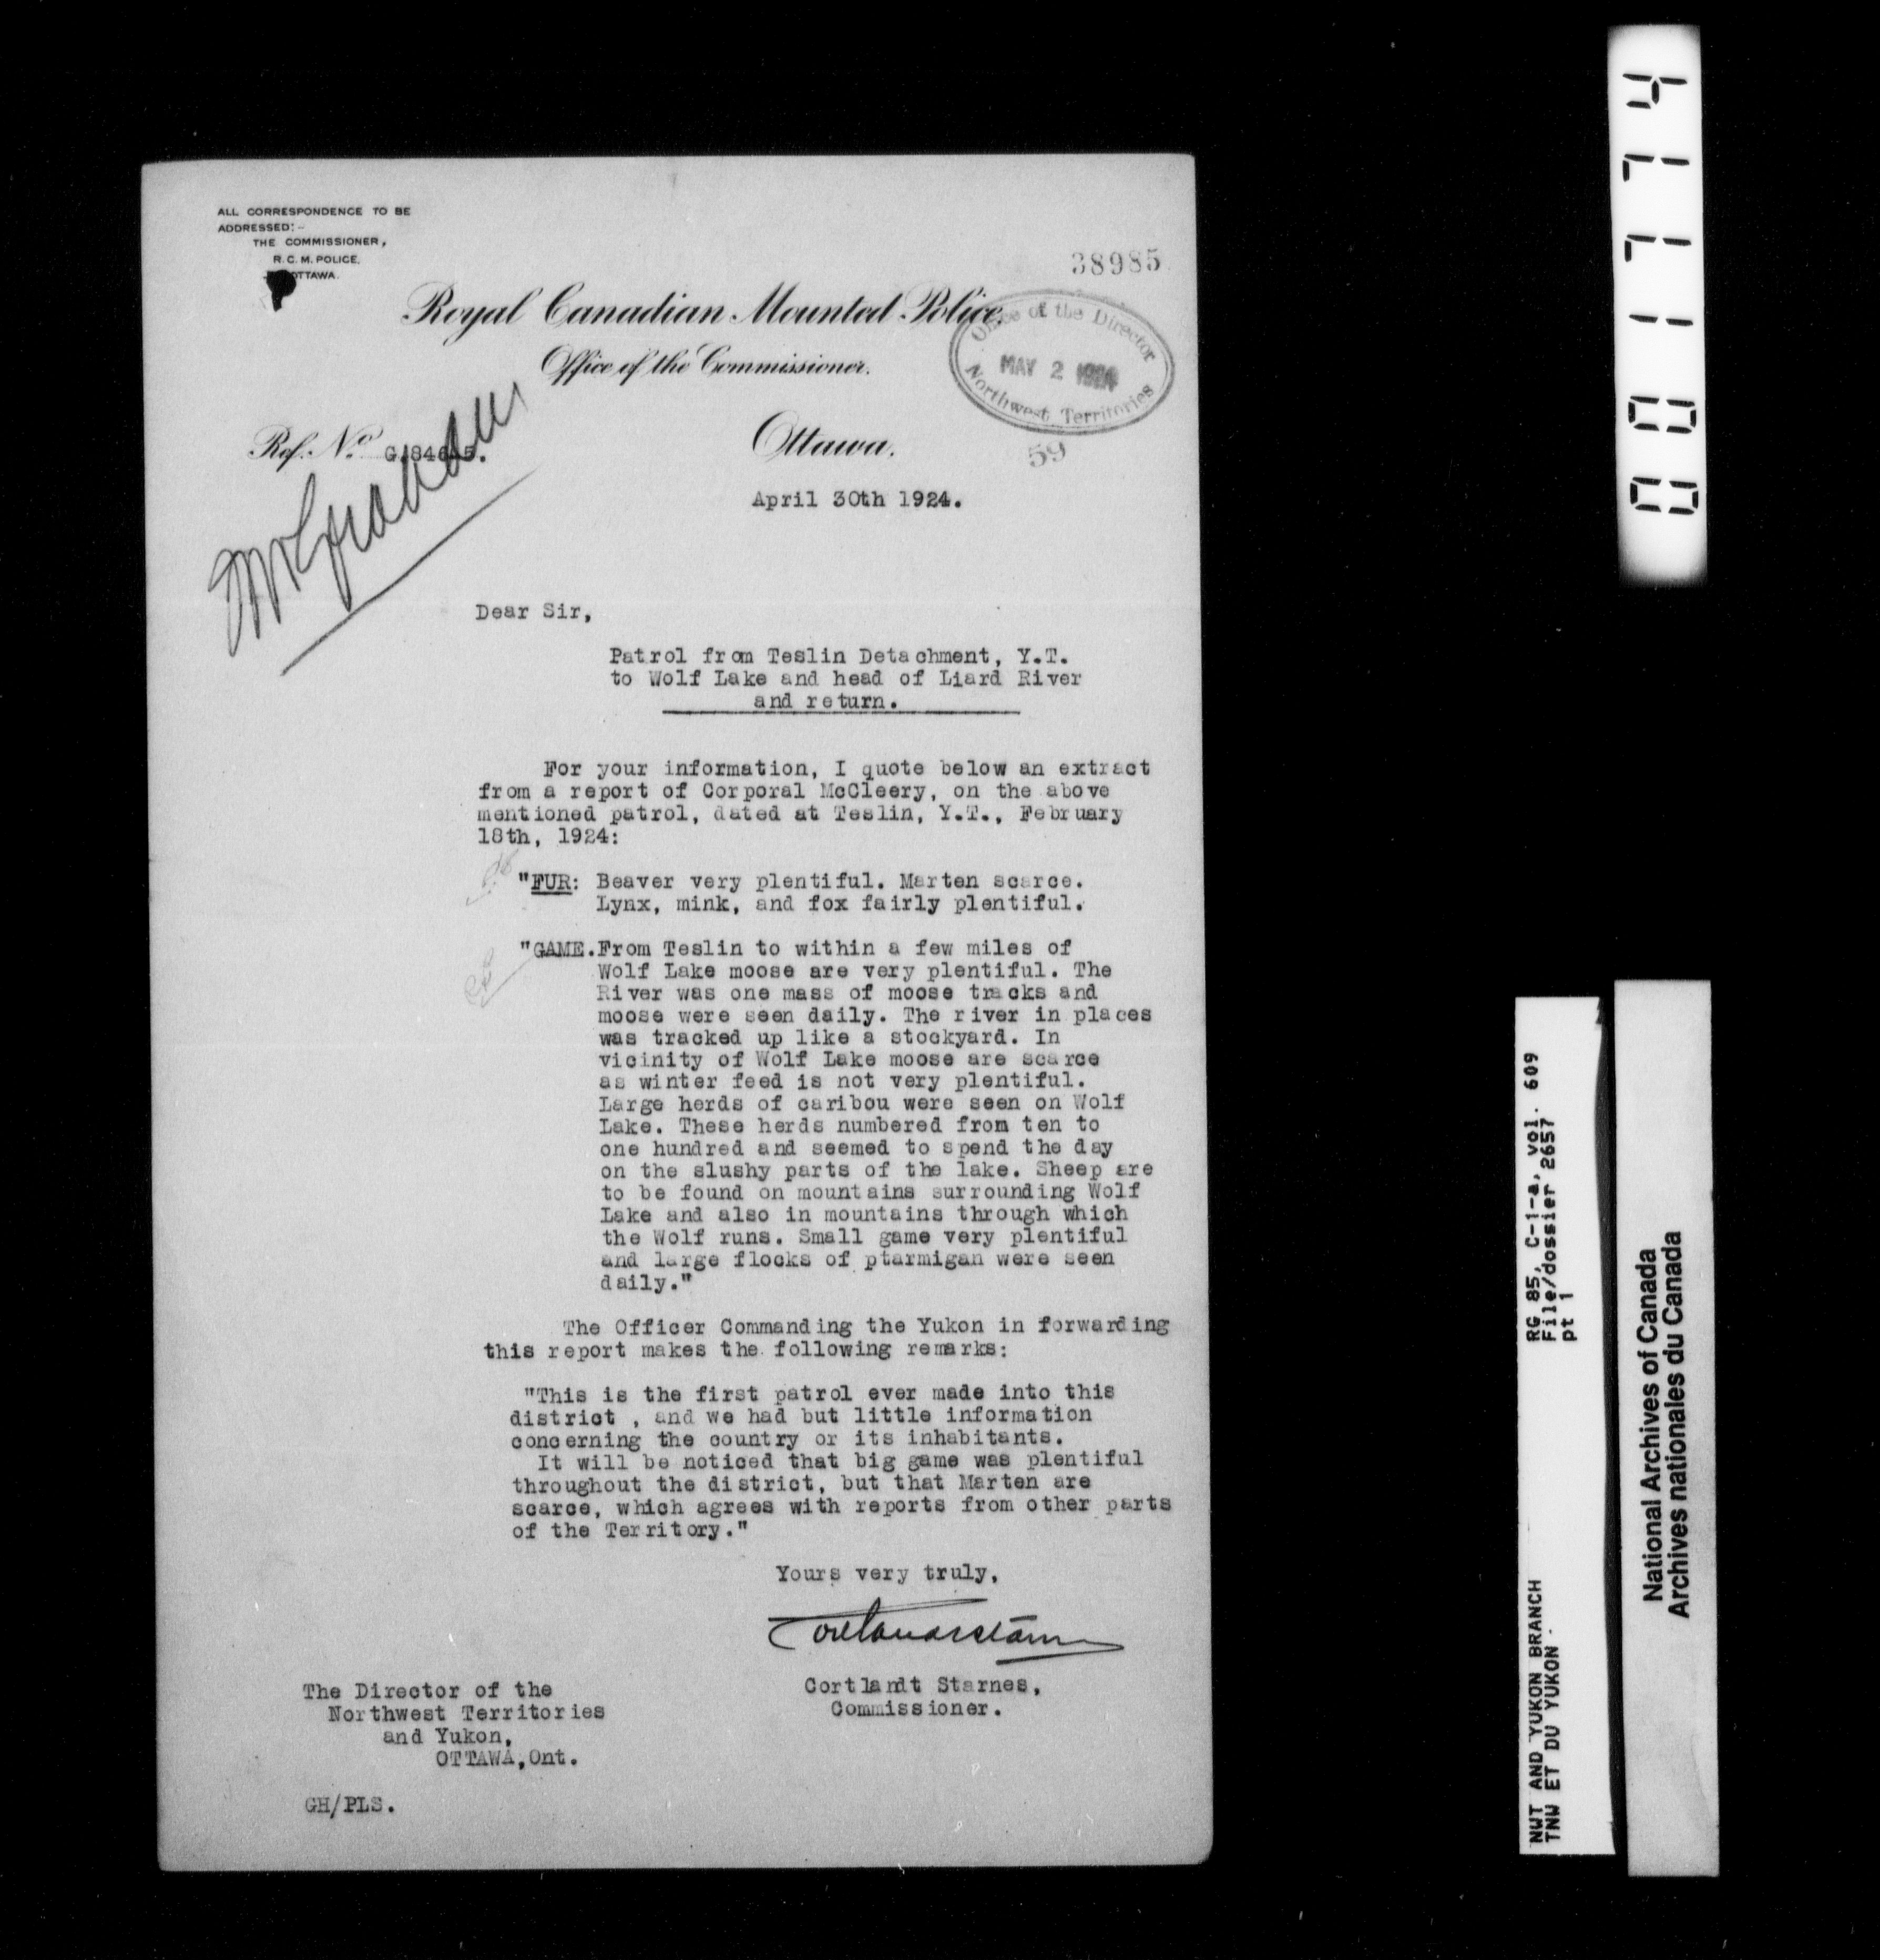 ALL CORRESPONDENCE TO BE
ADDRESSED:-
THE COMMISSIONER,
R.C.M. POLICE,
OTTAWA.
38985
Royal Canadian Mounted Police,
Office of the Commissioner.
Office of the Director
MAY 2 1924
Northwest Territories
59
Ref. No.
Ottawa,
April 30th 1924.
Dear Sir,
Patrol from Teslin Detachment, Y.T.
to Wolf Lake and head of Liard River
and return.
For your information, I quote below an extract
from a report of Corporal McCleery, on the above
mentioned patrol, dated at Teslin, Y.T., February
18th, 1924:
"FUR: Beaver very plentiful. Marten scarce.
Lynx, mink, and fox fairly plentiful.
"GAME. From Teslin to within a few miles of
Wolf Lake moose are very plentiful. The
River was one mass of moose tracks and
moose were seen daily. The river in places
was tracked up like a stockyard. In
vicinity of Wolf Lake moose are scarce
as winter feed is not very plentiful.
Large herds of caribou were seen on Wolf
Lake. These herds numbered from ten to
one hundred and seemed to spend the day
on the slushy parts of the lake. Sheep are
to be found on mountains surrounding Wolf
Lake and also in mountains through which
the Wolf runs. Small game very plentiful
and large flocks of ptarmigan were seen
daily."
The Officer Commanding the Yukon in forwarding
this report makes the following remarks:
"This is the first patrol ever made into this
district , and we had but little information
concerning the country or its inhabitants.
It will be noticed that big game was plentiful
throughout the district, but that Marten are
scarce, which agrees with reports from other parts
of the Territory."
Yours very truly,
Cortlandt Starnes,
Commissioner.
The Director of the
Northwest Territories
and Yukon,
OTTAWA, Ont.
GH/PLS.
001774
RG 85, C-1-a, vol. 609
File/dossier 2657
pt 1
NWT AND YUKON BRANCH
TNW ET DU YUKON
National Archives of Canada
Archives nationales du Canada